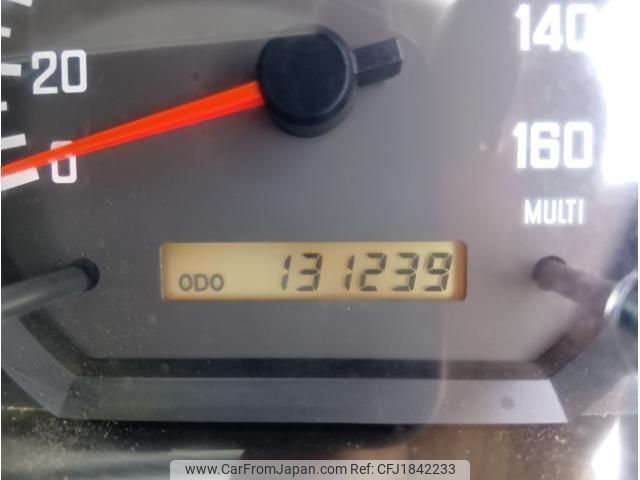 140
20
160
0
MULTI
ODO 131239
www.CarFromJapan.com Ref:CFJ1842233